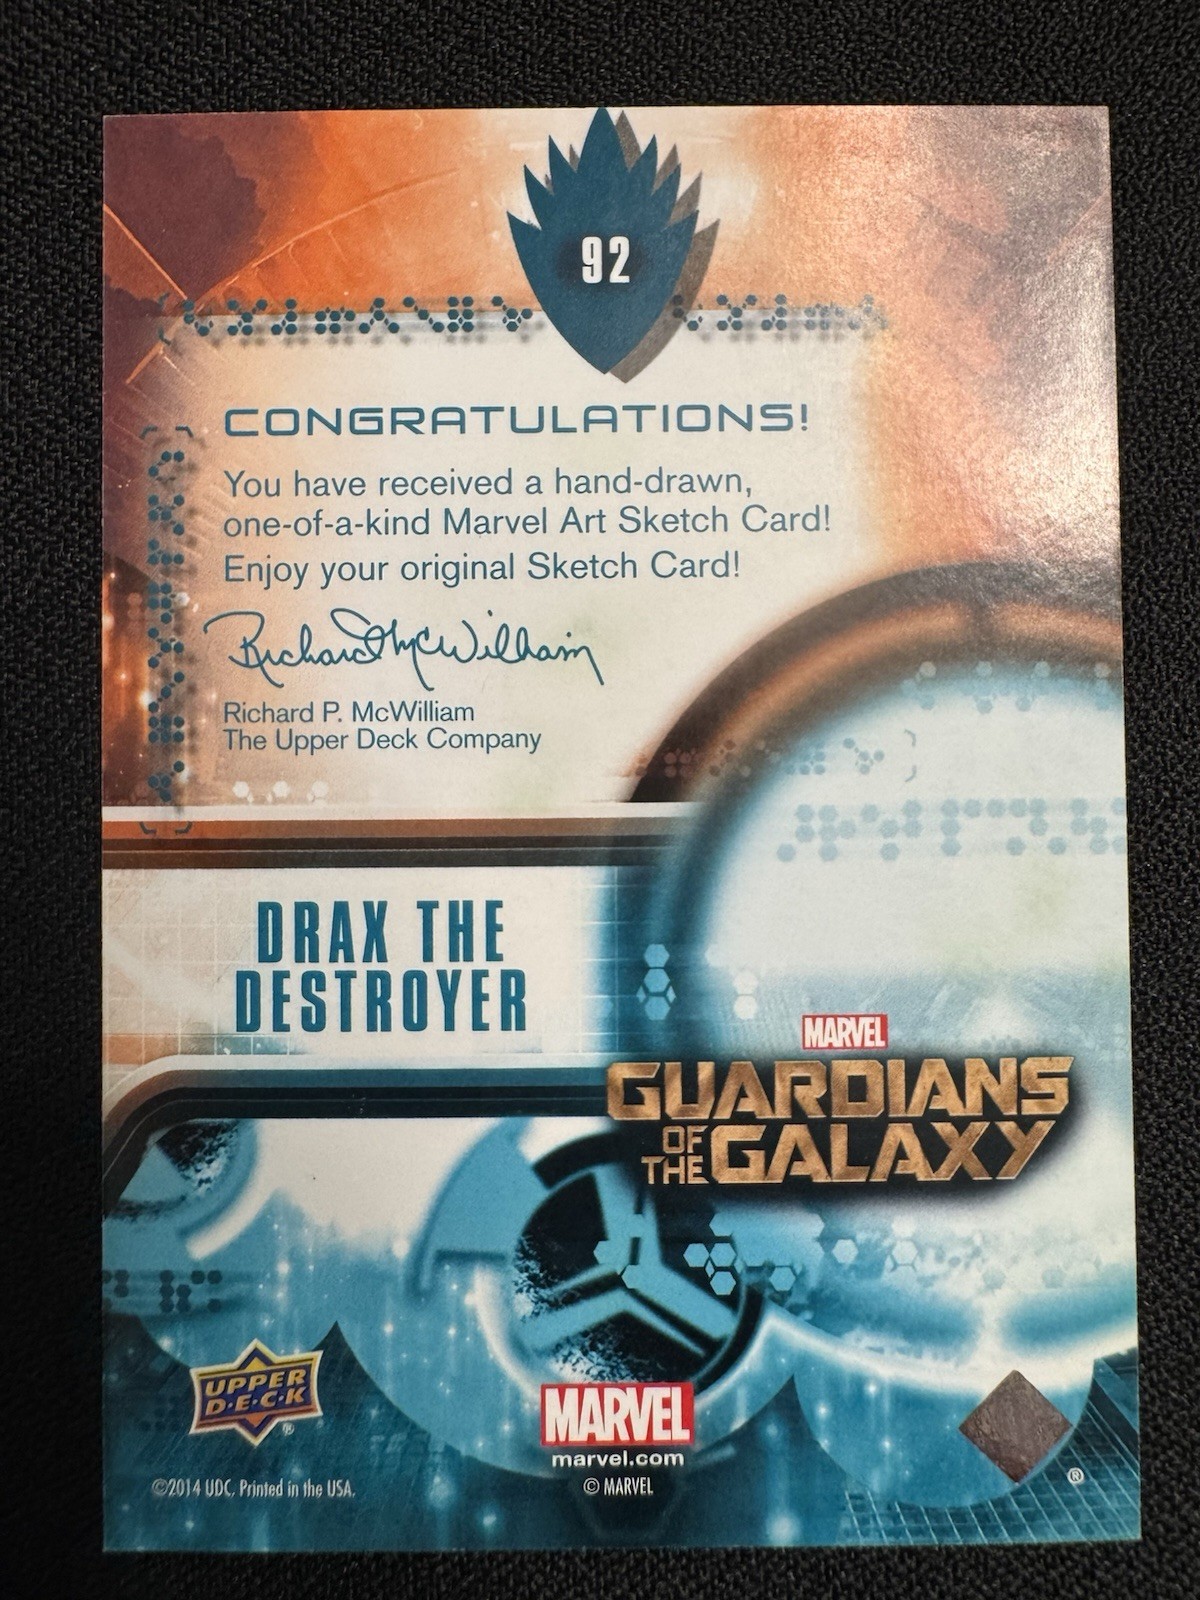 92
CONGRATULATIONS!
You have received a hand-drawn,
one-of-a-kind Marvel Art Sketch Card!
Enjoy your original Sketch Card!
Richard McWilliam
Richard P. McWilliam
The Upper Deck Company
DRAX THE
DESTROYER
MARVEL
GUARDIANS
OF
THE GALAXY
UPPER
D·E·C·K
®
MARVEL
marvel.com
©2014 UDC. Printed in the USA.
© MARVEL
®